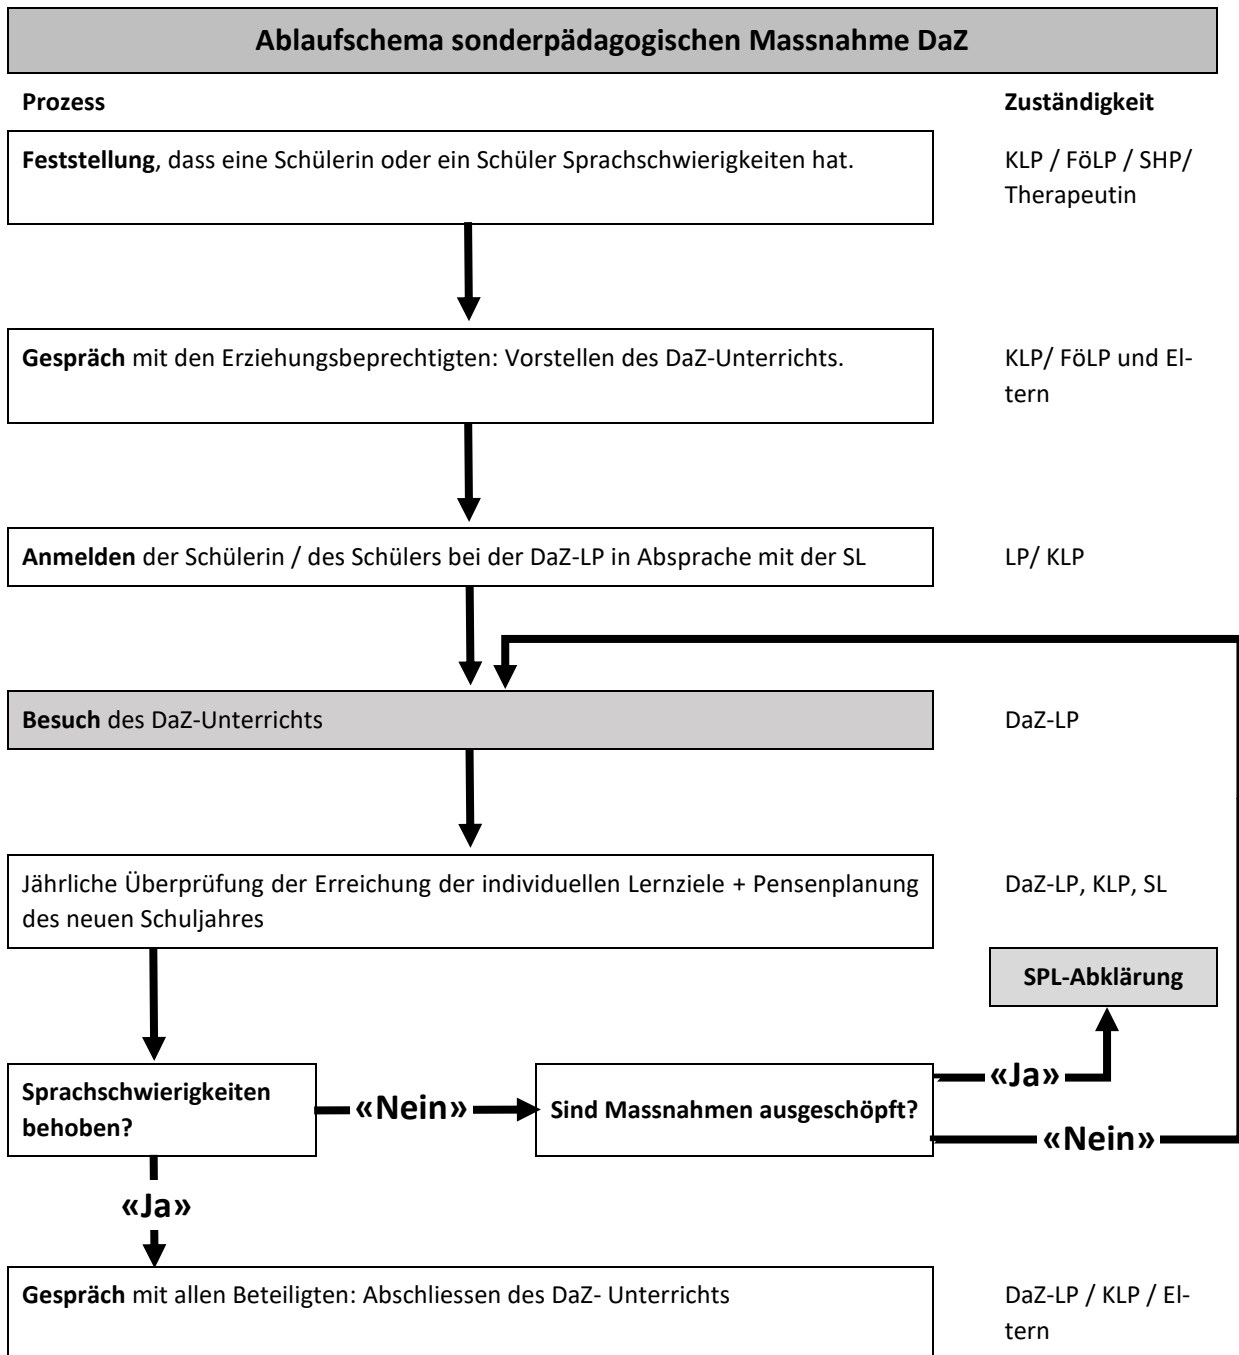 Ablaufschema sonderpädagogischen Massnahme DaZ
Prozess
Zuständigkeit
Feststellung, dass eine Schülerin oder ein Schüler Sprachschwierigkeiten hat.
KLP / FöLP / SHP/
Therapeutin
Gespräch mit den Erziehungsbeprechtigten: Vorstellen des DaZ-Unterrichts.
KLP/ FöLP und El-
tern
Anmelden der Schülerin / des Schülers bei der DaZ-LP in Absprache mit der SL
LP/ KLP
Besuch des DaZ-Unterrichts
DaZ-LP
Jährliche Überprüfung der Erreichung der individuellen Lernziele + Pensenplanung
des neuen Schuljahres
DaZ-LP, KLP, SL
SPL-Abklärung
Sprachschwierigkeiten
behoben?
«Nein»
Sind Massnahmen ausgeschöpft?
«Ja»
«Nein»
«Ja»
Gespräch mit allen Beteiligten: Abschliessen des DaZ- Unterrichts
DaZ-LP / KLP / El-
tern